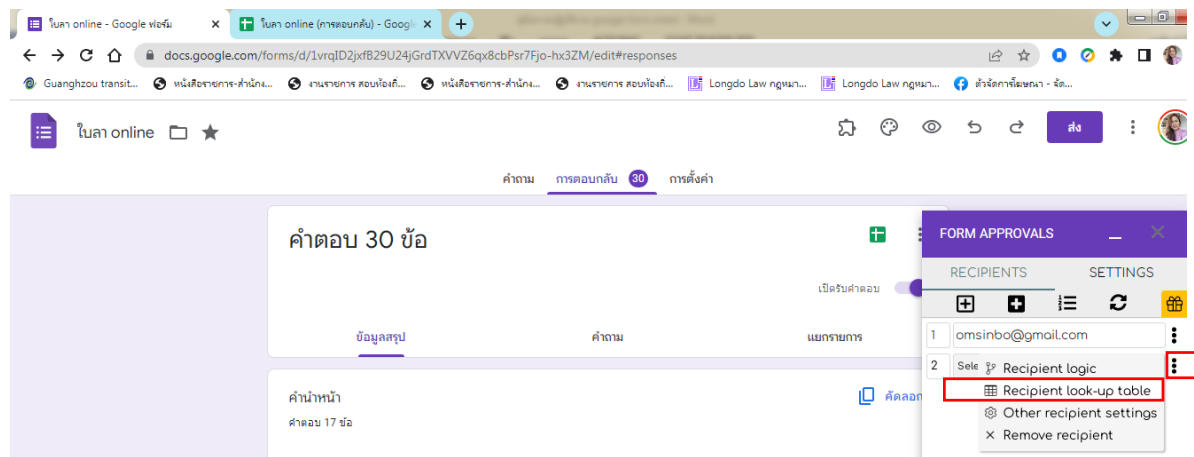 ใบลา online - Google ฟอร์ม
ใบลา online (การตอบกลับ) - Googl
docs.google.com/forms/d/1vrqID2jxfB29U24jGrdTXVVZ6qx8cbPsr7Fjo-hx3ZM/edit#responses
Guanghzou transit... หนังสือราชการ-สำนักง... งานราชการ สอบท้องถิ่... หนังสือราชการ-สำนักง... งานราชการ สอบท้องถิ่... Longdo Law กฎหมา... Longdo Law กฎหมา... ตัวจัดการโฆษณา - จัด...
ใบลา online
ส่ง
คำถาม การตอบกลับ 30 การตั้งค่า
คำตอบ 30 ข้อ
เปิดรับคำตอบ
ข้อมูลสรุป คำถาม แยกรายการ
คำนำหน้า
คัดลอก
คำตอบ 17 ข้อ
FORM APPROVALS
RECIPIENTS SETTINGS
1 omsinbo@gmail.com
2 Sele
Recipient logic
Recipient look-up table
Other recipient settings
Remove recipient